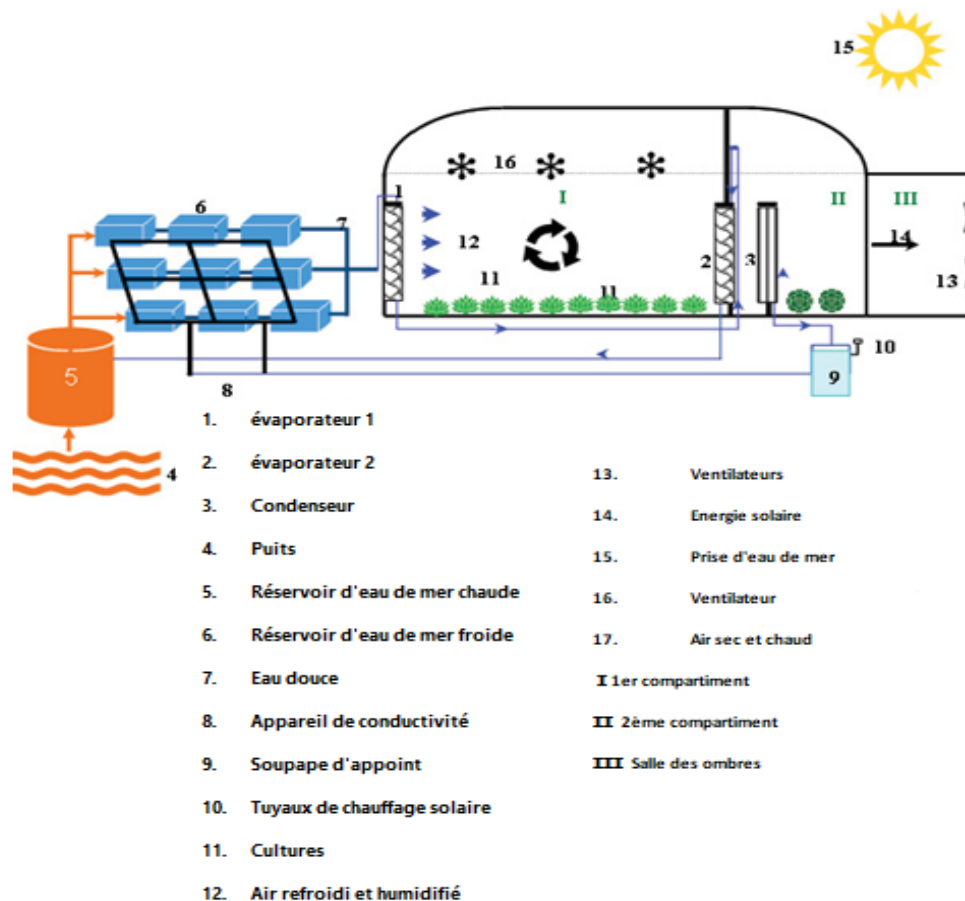 15
16
1
I
II
III
6
7
12
14
2
3
11
11
13
5
10
9
8
4
1. évaporateur 1
2. évaporateur 2
3. Condenseur
4. Puits
5. Réservoir d'eau de mer chaude
6. Réservoir d'eau de mer froide
7. Eau douce
8. Appareil de conductivité
9. Soupape d'appoint
10. Tuyaux de chauffage solaire
11. Cultures
12. Air refroidi et humidifié
13. Ventilateurs
14. Energie solaire
15. Prise d'eau de mer
16. Ventilateur
17. Air sec et chaud
I 1er compartiment
II 2ème compartiment
III Salle des ombres